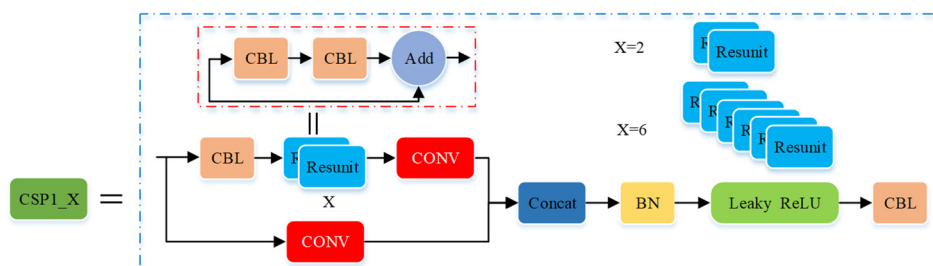 CBL CBL Add
X=2
R
Resunit
X=6
R R R R R Resunit
CBL
R
Resunit
CONV
X
CSP1_X
=
CONV
Concat
BN
Leaky ReLU
CBL